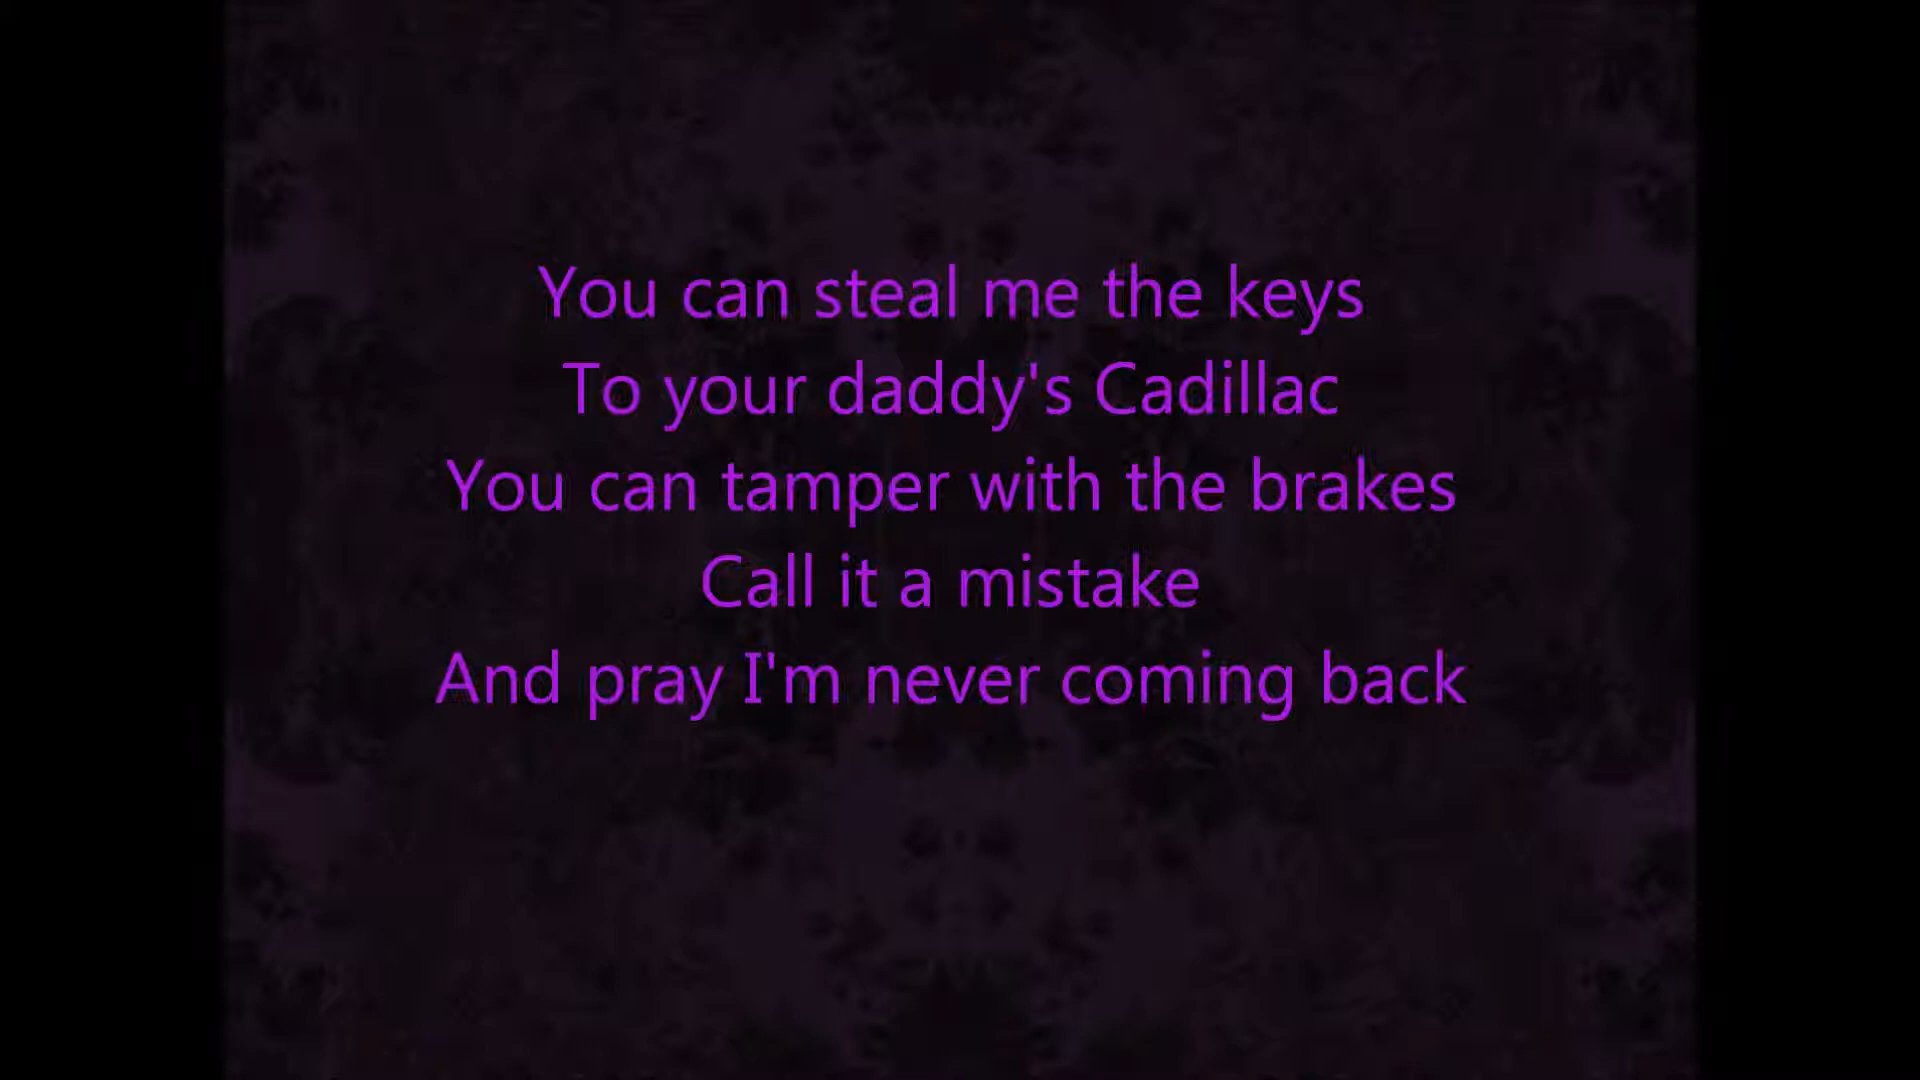 You can steal me the keys
To your daddy's Cadillac
You can tamper with the brakes
Call it a mistake
And pray I'm never coming back